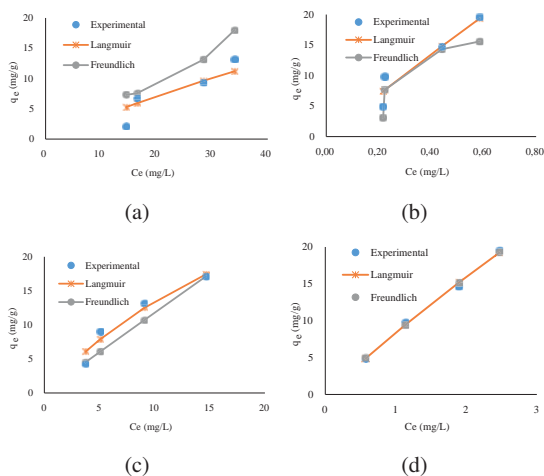 (a)
20
15
10
5
0
0
10
20
30
40
q e (mg/g)
Ce (mg/L)
Experimental
Langmuir
Freundlich
(b)
20
15
10
5
0
0,00
0,20
0,40
0,60
0,80
q e (mg/g)
Ce (mg/L)
Experimental
Langmuir
Freundlich
(c)
20
15
10
5
0
0
5
10
15
20
q e (mg/g)
Ce (mg/L)
Experimental
Langmuir
Freundlich
(d)
20
15
10
5
0
0
1
2
3
q e (mg/g)
Ce (mg/L)
Experimental
Langmuir
Freundlich